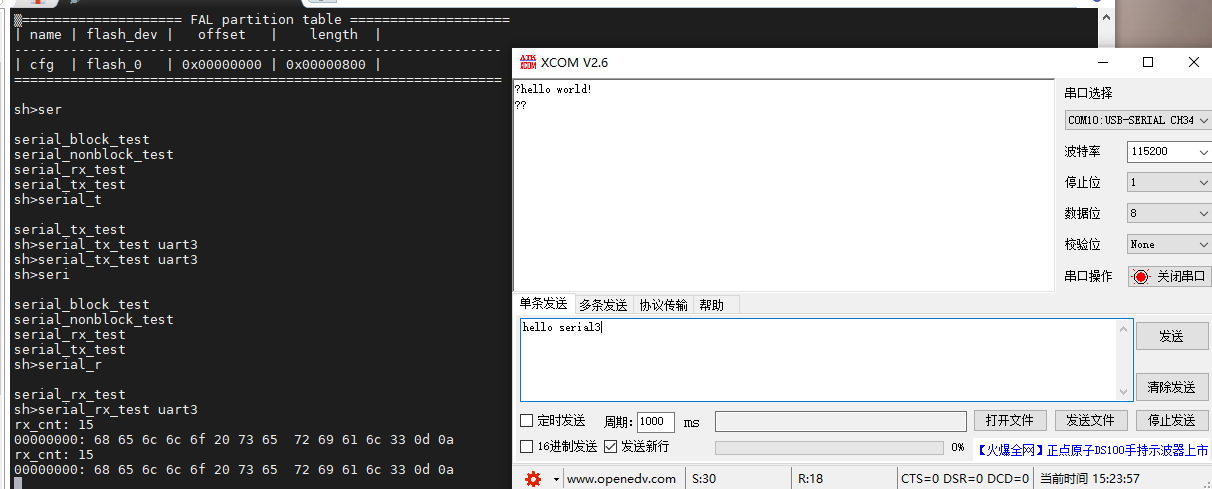 ==================== FAL partition table ====================
| name | flash_dev |   offset   |   length   |
-------------------------------------------------------------
| cfg  | flash_0   | 0x00000000 | 0x00000800 |
=============================================================
sh>ser
serial_block_test
serial_nonblock_test
serial_rx_test
serial_tx_test
sh>serial_t
serial_tx_test
sh>serial_tx_test uart3
sh>serial_tx_test uart3
sh>seri
serial_block_test
serial_nonblock_test
serial_rx_test
serial_tx_test
sh>serial_r
serial_rx_test
sh>serial_rx_test uart3
rx_cnt: 15
00000000: 68 65 6c 6c 6f 20 73 65  72 69 61 6c 33 0d 0a
rx_cnt: 15
00000000: 68 65 6c 6c 6f 20 73 65  72 69 61 6c 33 0d 0a
ATK XCOM
XCOM V2.6
?hello world!
??
串口选择
COM10:USB-SERIAL CH34
波特率 115200
停止位 1
数据位 8
校验位 None
串口操作 关闭串口
单条发送 多条发送 协议传输 帮助
hello serial3
发送
清除发送
定时发送 周期: 1000 ms 打开文件 发送文件 停止发送
16进制发送 发送新行 0% 【火爆全网】正点原子DS100手持示波器上市
www.openedv.com S:30 R:18 CTS=0 DSR=0 DCD=0 当前时间 15:23:57